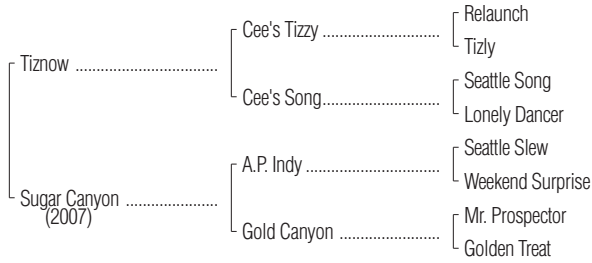 Relaunch
Cee's Tizzy
Tizly
Tiznow
Seattle Song
Cee's Song
Lonely Dancer
Seattle Slew
A.P. Indy
Weekend Surprise
Sugar Canyon
(2007)
Mr. Prospector
Gold Canyon
Golden Treat